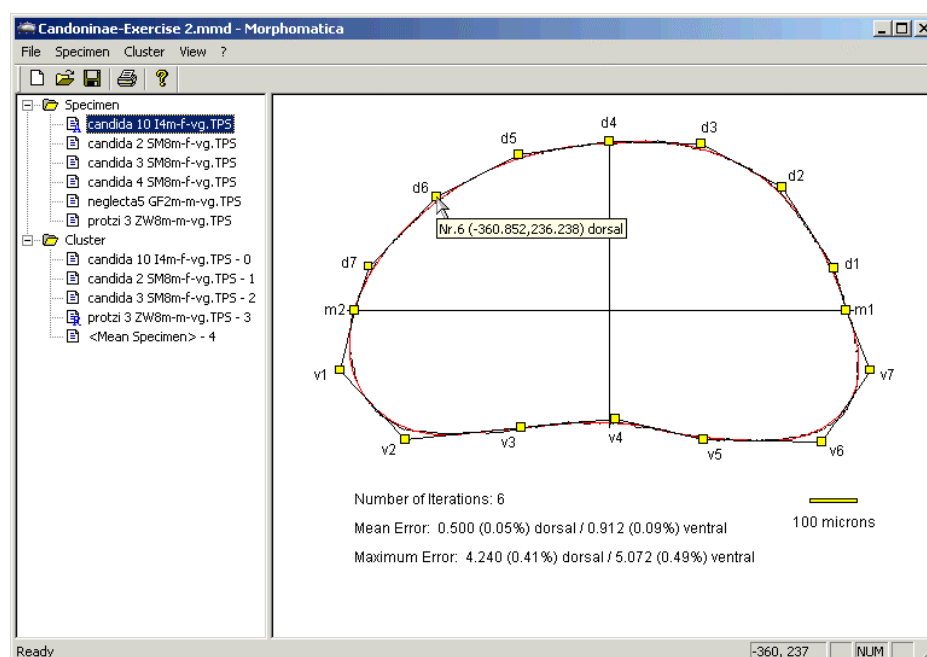 Candoninae-Exercise 2.mmd - Morphomatica
File Specimen Cluster View ?
Specimen
candida 10 I4m-f-vg.TPS
candida 2 SM8m-f-vg.TPS
candida 3 SM8m-f-vg.TPS
candida 4 SM8m-f-vg.TPS
neglecta5 GF2m-m-vg.TPS
protzi 3 ZW8m-m-vg.TPS
Cluster
candida 10 I4m-f-vg.TPS - 0
candida 2 SM8m-f-vg.TPS - 1
candida 3 SM8m-f-vg.TPS - 2
protzi 3 ZW8m-m-vg.TPS - 3
<Mean Specimen> - 4
d4
d3
d5
d2
d6
Nr.6 (-360.852,236.238) dorsal
d7
d1
m2
m1
v1
v7
v2
v3
v4
v5
v6
Number of Iterations: 6
100 microns
Mean Error: 0.500 (0.05%) dorsal / 0.912 (0.09%) ventral
Maximum Error: 4.240 (0.41%) dorsal / 5.072 (0.49%) ventral
Ready
-360, 237
NUM